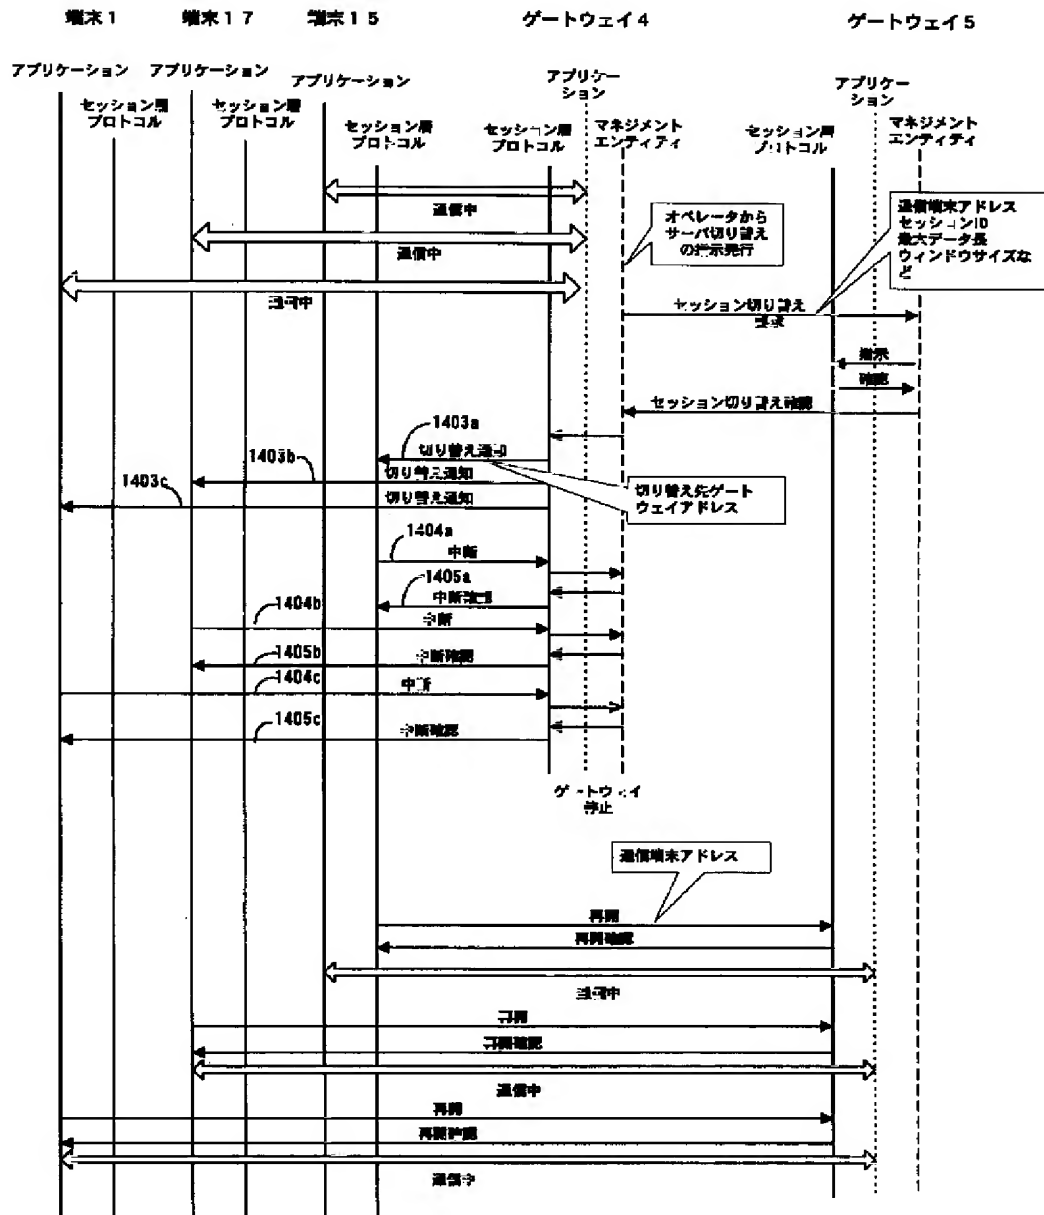 端末1
端末17
端末15
ゲートウェイ4
ゲートウェイ5
アプリケーション
アプリケーション
アプリケーション
アプリケー
ション
アプリケー
ション
セッション層
プロトコル
セッション層
プロトコル
セッション層
プロトコル
セッション層
プロトコル
マネジメント
エンティティ
セッション層
プロトコル
マネジメント
エンティティ
通信中
通信中
通信中
オペレータから
サーバ切り替え
の指示発行
通信端末アドレス
セッションID
最大データ長
ウィンドウサイズな
ど
セッション切り替え
要求
指示
確認
セッション切り替え確認
1403a
切り替え通知
1403b
切り替え通知
1403c
切り替え通知
切り替え先ゲート
ウェイアドレス
1404a
中断
1405a
中断確認
1404b
中断
1405b
中断確認
1404c
中断
1405c
中断確認
ゲートウェイ
停止
通信端末アドレス
再開
再開確認
通信中
再開
再開確認
通信中
再開
再開確認
通信中